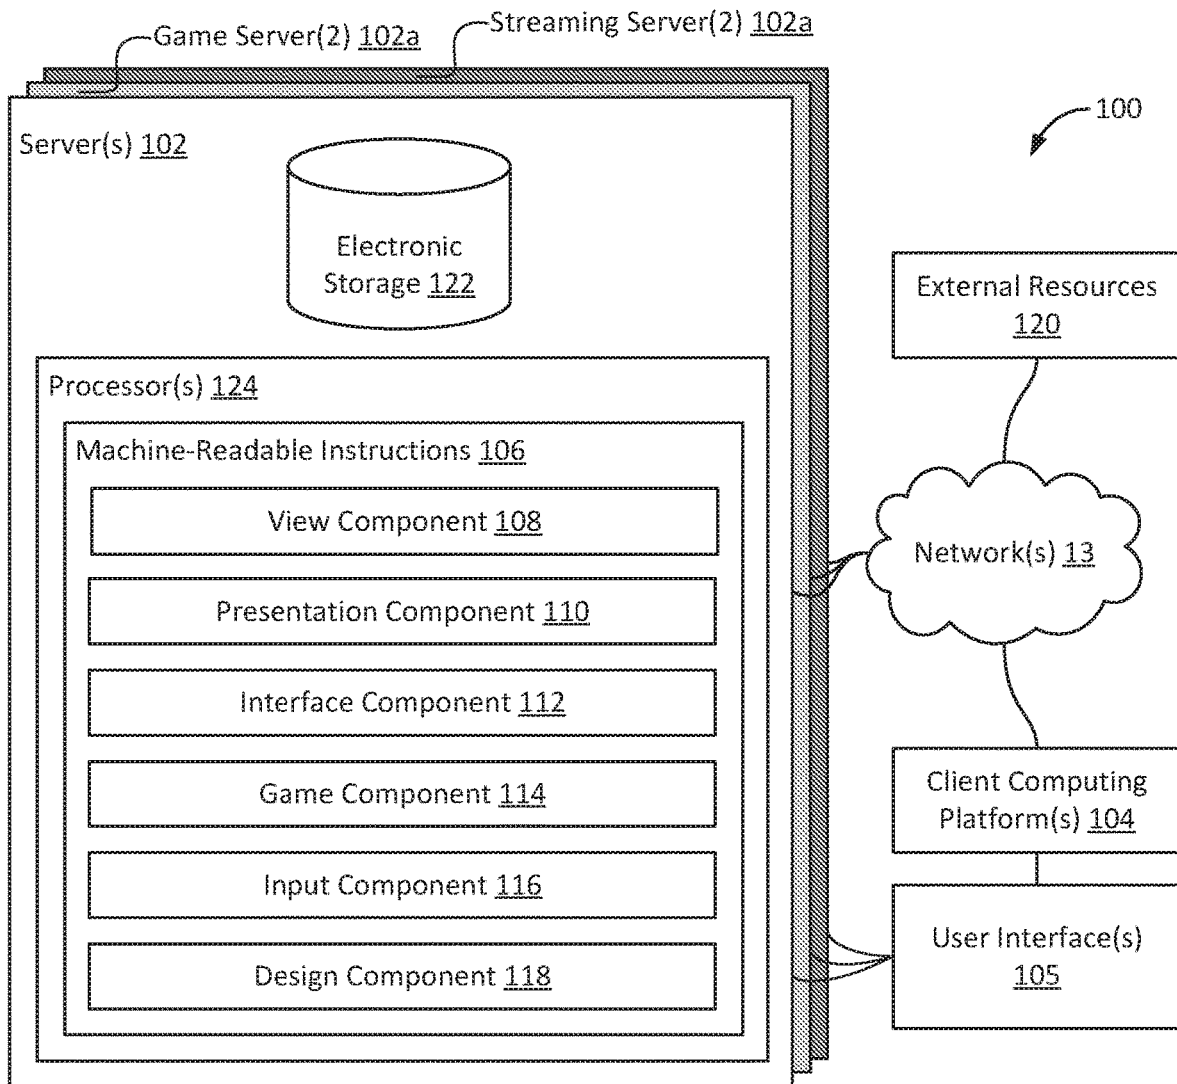 Game Server(2) 102a
Streaming Server(2) 102a
100
Server(s) 102
Electronic
Storage 122
External Resources
120
Processor(s) 124
Machine-Readable Instructions 106
View Component 108
Presentation Component 110
Interface Component 112
Game Component 114
Input Component 116
Design Component 118
Network(s) 13
Client Computing
Platform(s) 104
User Interface(s)
105